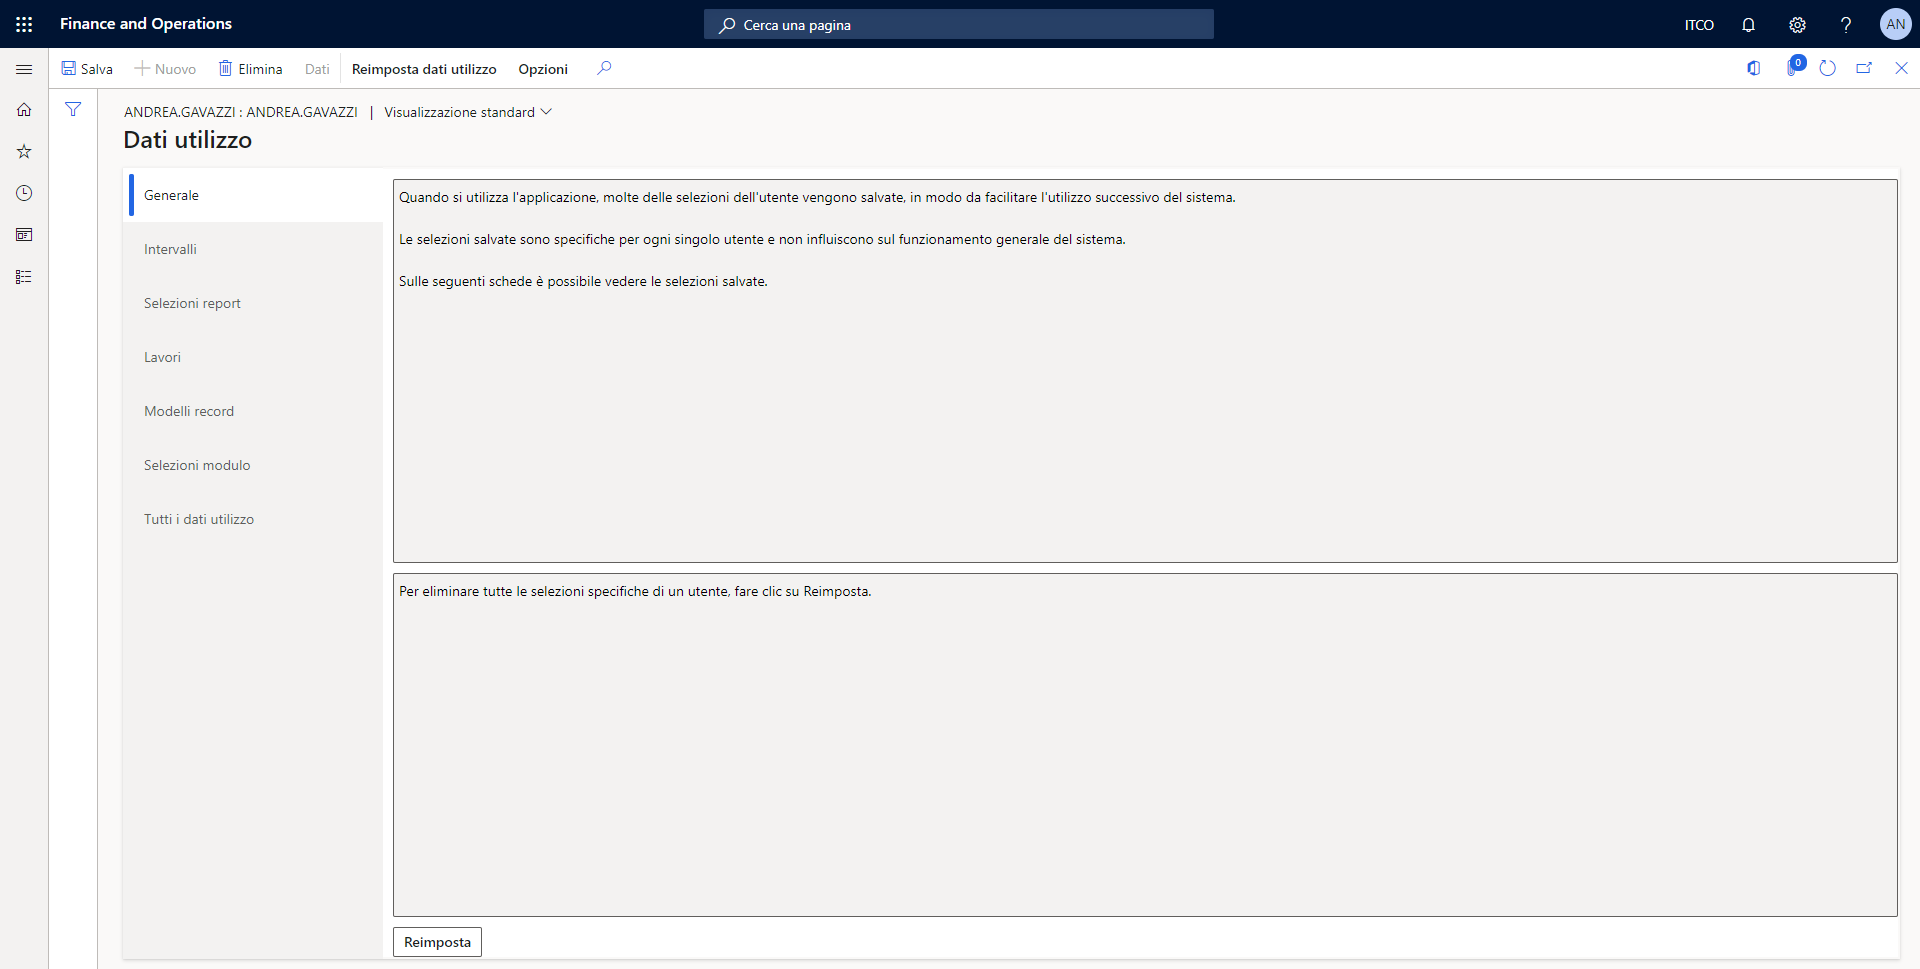 Finance and Operations
Cerca una pagina
ITCO
AN
Salva
Nuovo
Elimina
Dati
Reimposta dati utilizzo
Opzioni
0
ANDREA.GAVAZZI : ANDREA.GAVAZZI | Visualizzazione standard
Dati utilizzo
Generale
Intervalli
Selezioni report
Lavori
Modelli record
Selezioni modulo
Tutti i dati utilizzo
Quando si utilizza l'applicazione, molte delle selezioni dell'utente vengono salvate, in modo da facilitare l'utilizzo successivo del sistema.
Le selezioni salvate sono specifiche per ogni singolo utente e non influiscono sul funzionamento generale del sistema.
Sulle seguenti schede è possibile vedere le selezioni salvate.
Per eliminare tutte le selezioni specifiche di un utente, fare clic su Reimposta.
Reimposta